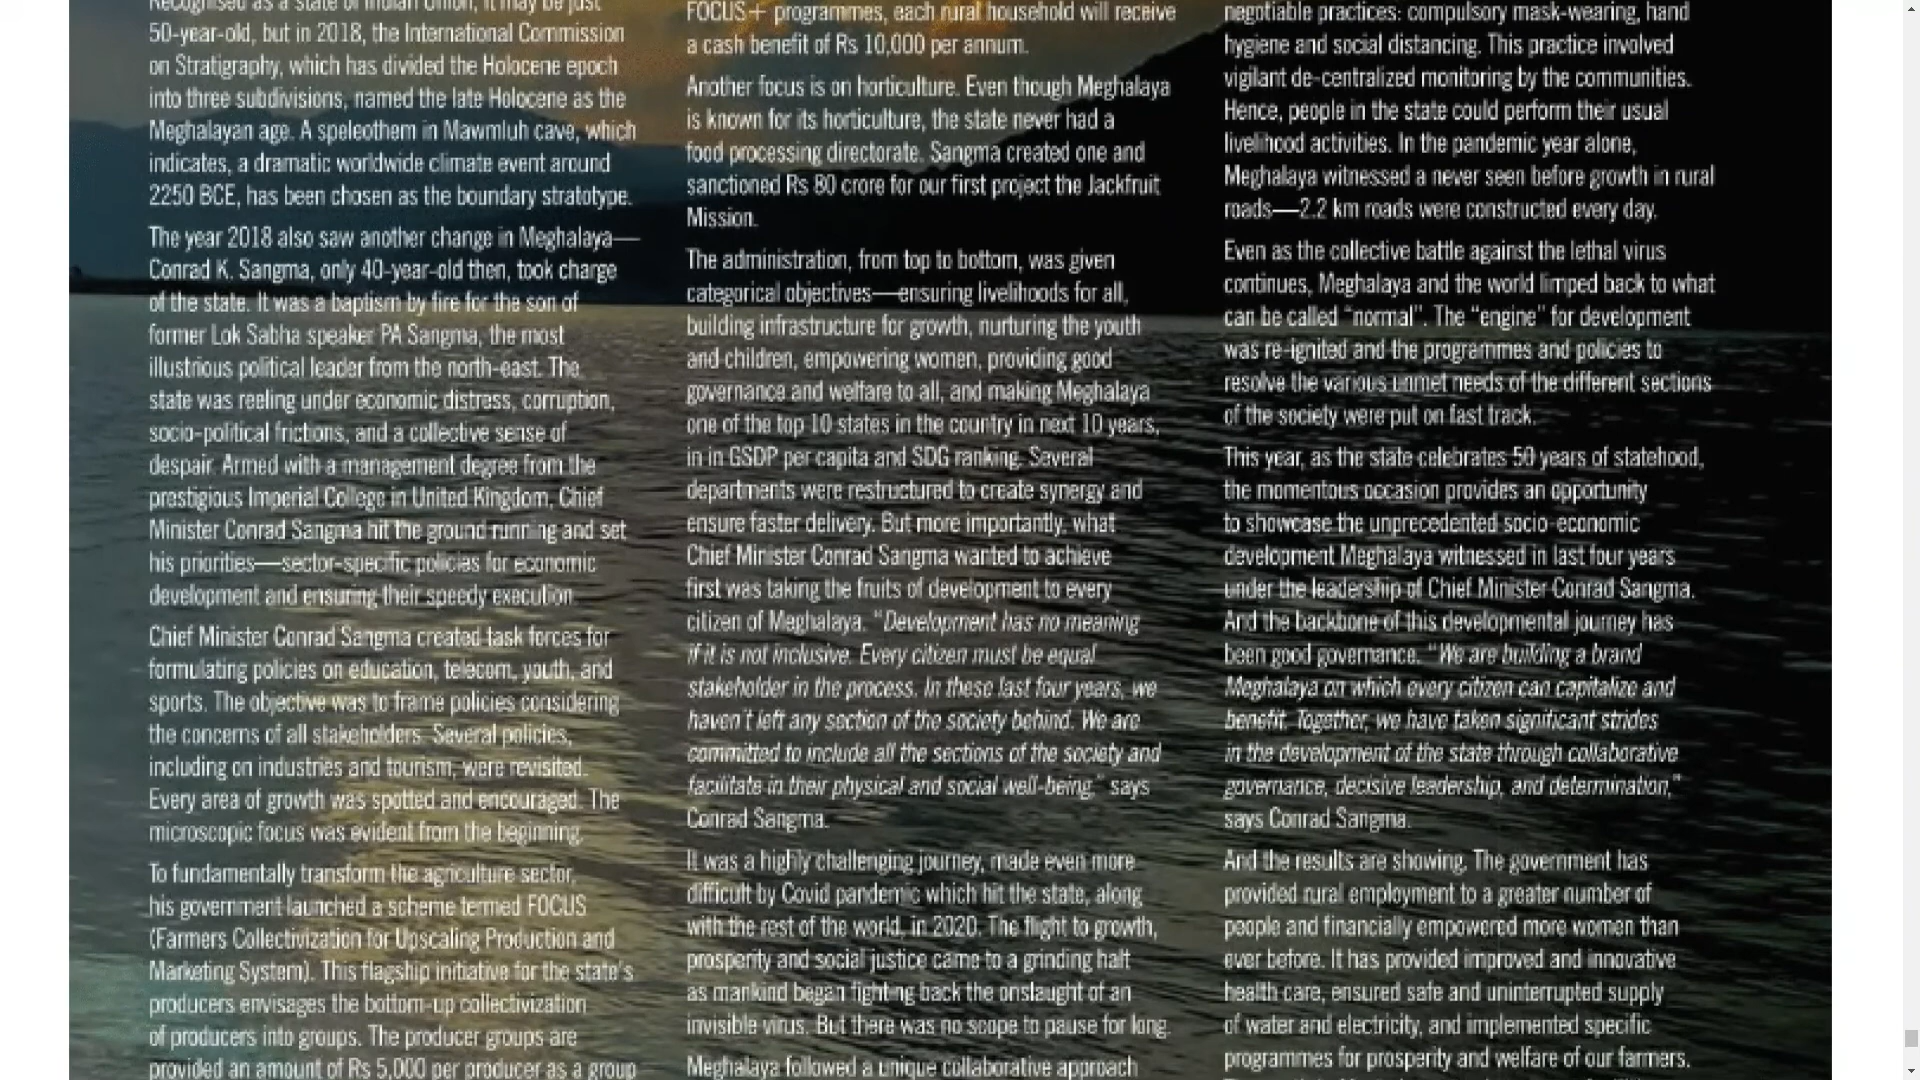 Recognised as a state of Indian Union, it may be just
50-year-old, but in 2018, the International Commission
on Stratigraphy, which has divided the Holocene epoch
into three subdivisions, named the late Holocene as the
Meghalayan age. A speleothem in Mawmluh cave, which
indicates, a dramatic worldwide climate event around
2250 BCE, has been chosen as the boundary stratotype.
The year 2018 also saw another change in Meghalaya—
Conrad K. Sangma, only 40-year-old then, took charge
of the state. It was a baptism by fire for the son of
former Lok Sabha speaker PA Sangma, the most
illustrious political leader from the north-east. The
state was reeling under economic distress, corruption,
socio-political frictions, and a collective sense of
despair. Armed with a management degree from the
prestigious Imperial College in United Kingdom, Chief
Minister Conrad Sangma hit the ground running and set
his priorities—sector-specific policies for economic
development and ensuring their speedy execution.
Chief Minister Conrad Sangma created task forces for
formulating policies on education, telecom, youth, and
sports. The objective was to frame policies considering
the concerns of all stakeholders. Several policies,
including on industries and tourism, were revisited.
Every area of growth was spotted and encouraged. The
microscopic focus was evident from the beginning.
To fundamentally transform the agriculture sector,
his government launched a scheme termed FOCUS
(Farmers Collectivization for Upscaling Production and
Marketing System). This flagship initiative for the state's
producers envisages the bottom-up collectivization
of producers into groups. The producer groups are
provided an amount of Rs 5,000 per producer as a group
FOCUS+ programmes, each rural household will receive
a cash benefit of Rs 10,000 per annum.
Another focus is on horticulture. Even though Meghalaya
is known for its horticulture, the state never had a
food processing directorate. Sangma created one and
sanctioned Rs 80 crore for our first project the Jackfruit
Mission.
The administration, from top to bottom, was given
categorical objectives—ensuring livelihoods for all,
building infrastructure for growth, nurturing the youth
and children, empowering women, providing good
governance and welfare to all, and making Meghalaya
one of the top 10 states in the country in next 10 years,
in in GSDP per capita and SDG ranking. Several
departments were restructured to create synergy and
ensure faster delivery. But more importantly, what
Chief Minister Conrad Sangma wanted to achieve
first was taking the fruits of development to every
citizen of Meghalaya. “Development has no meaning
if it is not inclusive. Every citizen must be equal
stakeholder in the process. In these last four years, we
haven't left any section of the society behind. We are
committed to include all the sections of the society and
facilitate in their physical and social well-being,” says
Conrad Sangma.
It was a highly challenging journey, made even more
difficult by Covid pandemic which hit the state, along
with the rest of the world, in 2020. The flight to growth,
prosperity and social justice came to a grinding halt
as mankind began fighting back the onslaught of an
invisible virus. But there was no scope to pause for long.
Meghalaya followed a unique collaborative approach
negotiable practices: compulsory mask-wearing, hand
hygiene and social distancing. This practice involved
vigilant de-centralized monitoring by the communities.
Hence, people in the state could perform their usual
livelihood activities. In the pandemic year alone,
Meghalaya witnessed a never seen before growth in rural
roads—2.2 km roads were constructed every day.
Even as the collective battle against the lethal virus
continues, Meghalaya and the world limped back to what
can be called “normal”. The “engine” for development
was re-ignited and the programmes and policies to
resolve the various unmet needs of the different sections
of the society were put on fast track.
This year, as the state celebrates 50 years of statehood,
the momentous occasion provides an opportunity
to showcase the unprecedented socio-economic
development Meghalaya witnessed in last four years
under the leadership of Chief Minister Conrad Sangma.
And the backbone of this developmental journey has
been good governance. “We are building a brand
Meghalaya on which every citizen can capitalize and
benefit. Together, we have taken significant strides
in the development of the state through collaborative
governance, decisive leadership, and determination,”
says Conrad Sangma.
And the results are showing. The government has
provided rural employment to a greater number of
people and financially empowered more women than
ever before. It has provided improved and innovative
health care, ensured safe and uninterrupted supply
of water and electricity, and implemented specific
programmes for prosperity and welfare of our farmers.